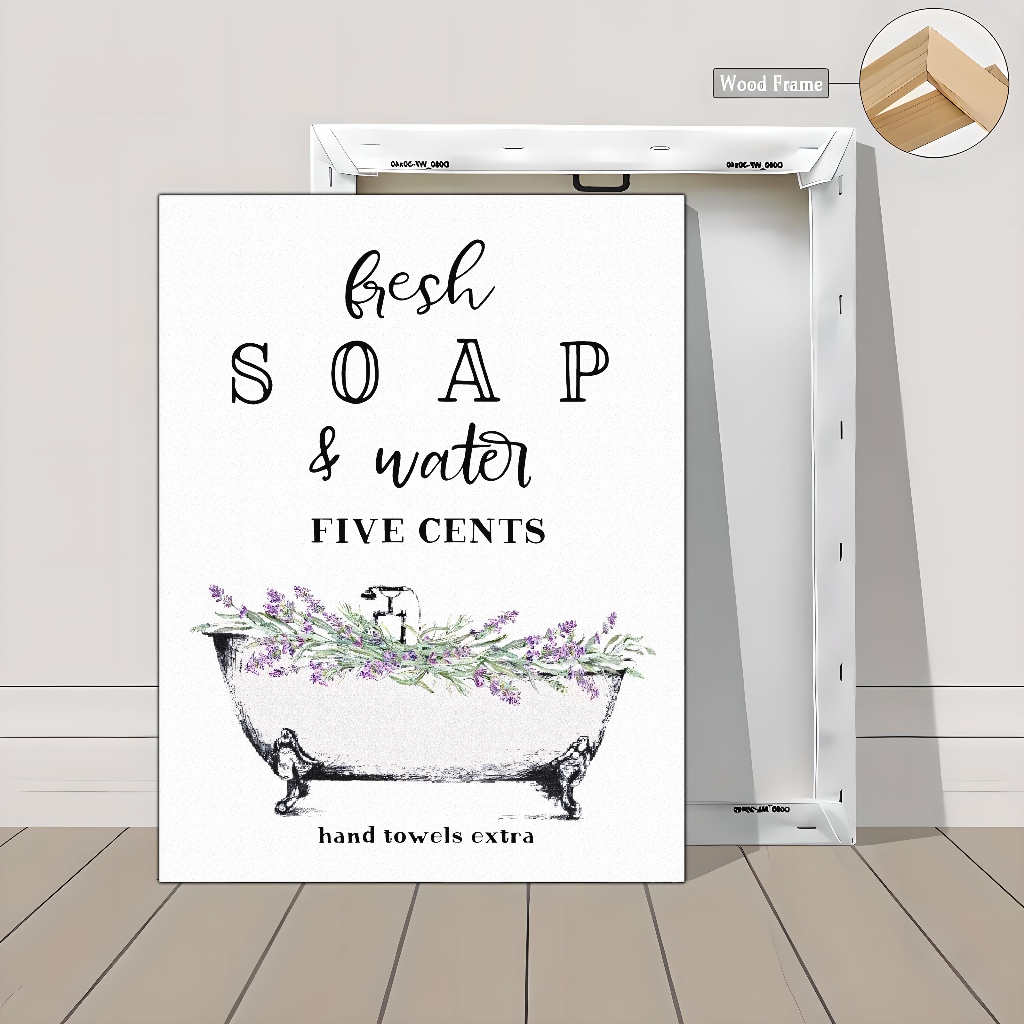 Wood Frame
fresh
SOAP
& water
FIVE CENTS
hand towels extra